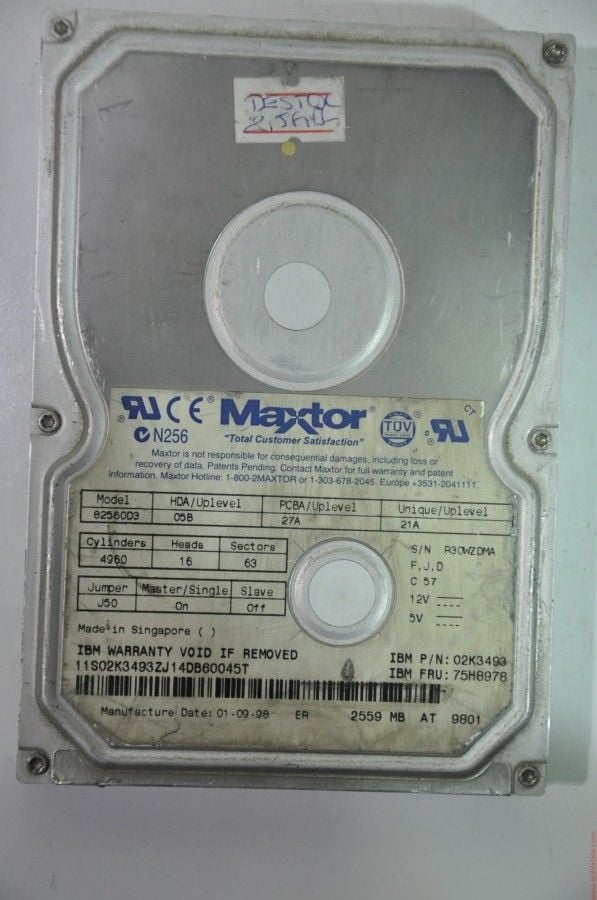 DESTOK
2,5GB
CT
CE Maxtor® TÜV
N256 "Total Customer Satisfaction"
Maxtor is not responsible for consequential damages, including loss or
recovery of data. Patents Pending. Contact Maxtor for full warranty and patent
information. Maxtor Hotline: 1-800-2MAXTOR or 1-303-678-2045. Europe +3531-2041111.
Model HDA/Uplevel PCBA/Uplevel Unique/Uplevel
82560D3 05B 27A 21A
Cylinders Heads Sectors
4960 16 63
S/N R30WZDMA
F,J,D
C 57
12V
5V
Jumper Master/Single Slave
J50 On Off
Made in Singapore ( )
IBM WARRANTY VOID IF REMOVED
11S02K3493ZJ14DB60045T
IBM P/N: 02K3493
IBM FRU: 75H8978
Manufacture Date: 01-09-98 ER 2559 MB AT 9801